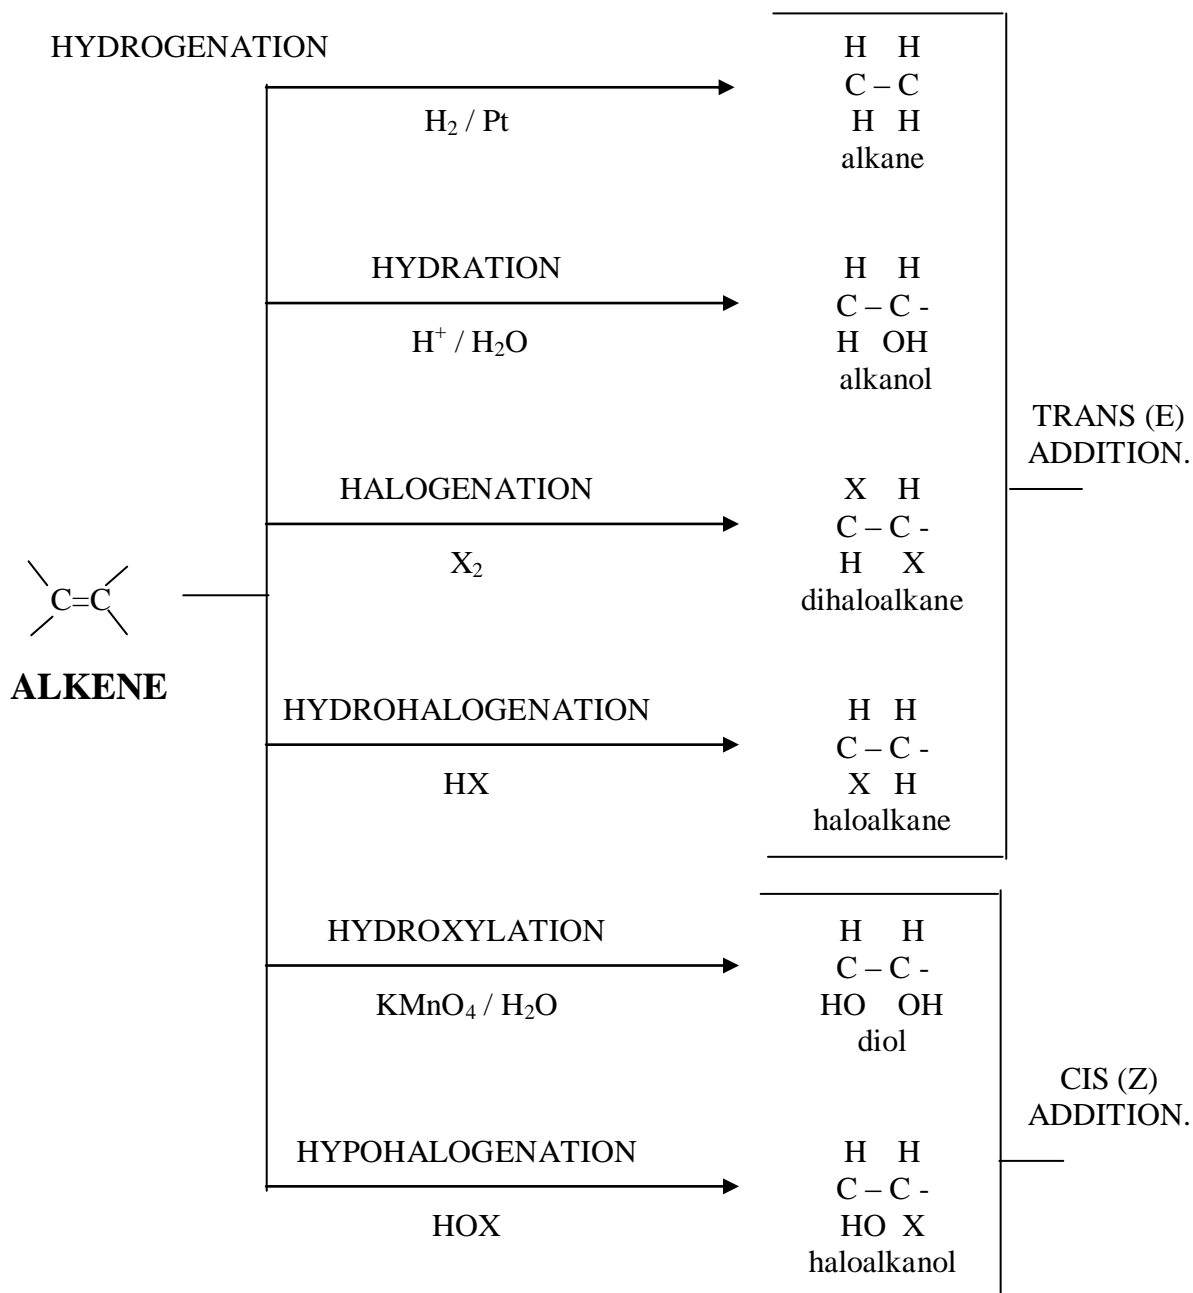 HYDROGENATION
H₂ / Pt
H H
C – C
H H
alkane
HYDRATION
H⁺ / H₂O
H H
C – C -
H OH
alkanol
TRANS (E)
ADDITION.
HALOGENATION
X₂
X H
C – C -
H X
dihaloalkane
C=C
ALKENE
HYDROHALOGENATION
HX
H H
C – C -
X H
haloalkane
HYDROXYLATION
KMnO₄ / H₂O
H H
C – C -
HO OH
diol
CIS (Z)
ADDITION.
HYPOHALOGENATION
HOX
H H
C – C -
HO X
haloalkanol